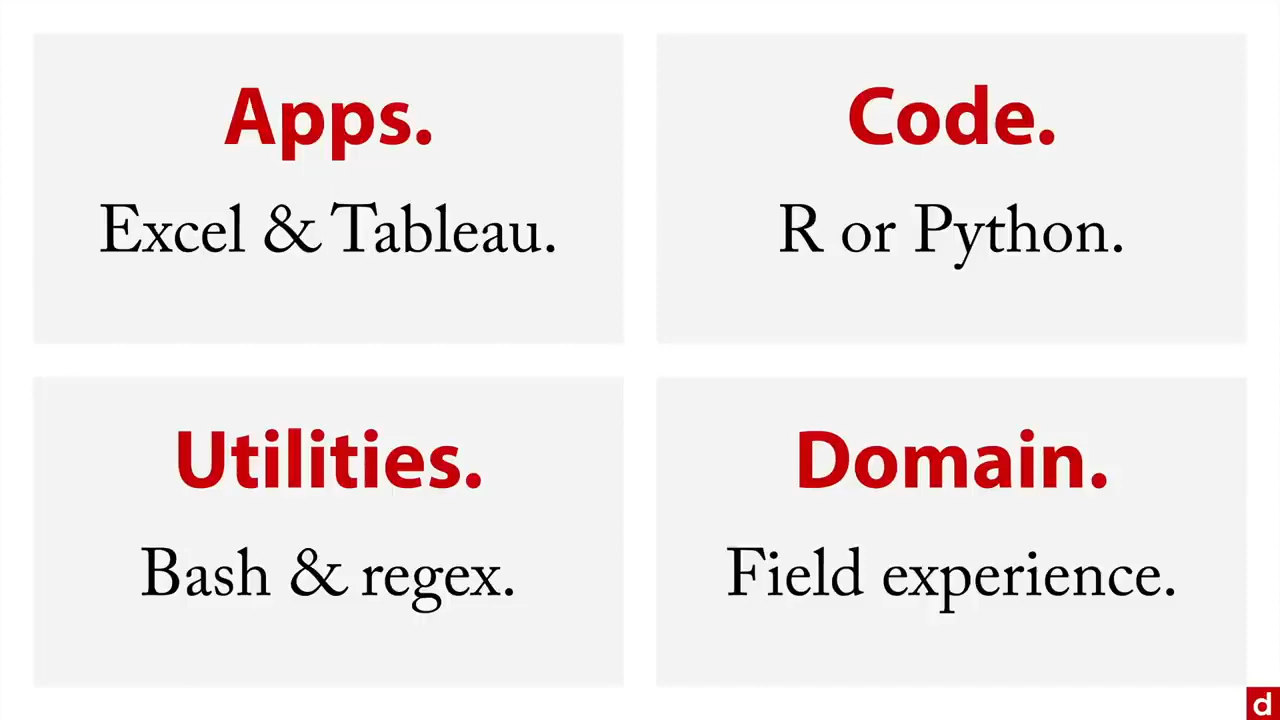 Apps.
Excel & Tableau.
Code.
R or Python.
Utilities.
Bash & regex.
Domain.
Field experience.
d